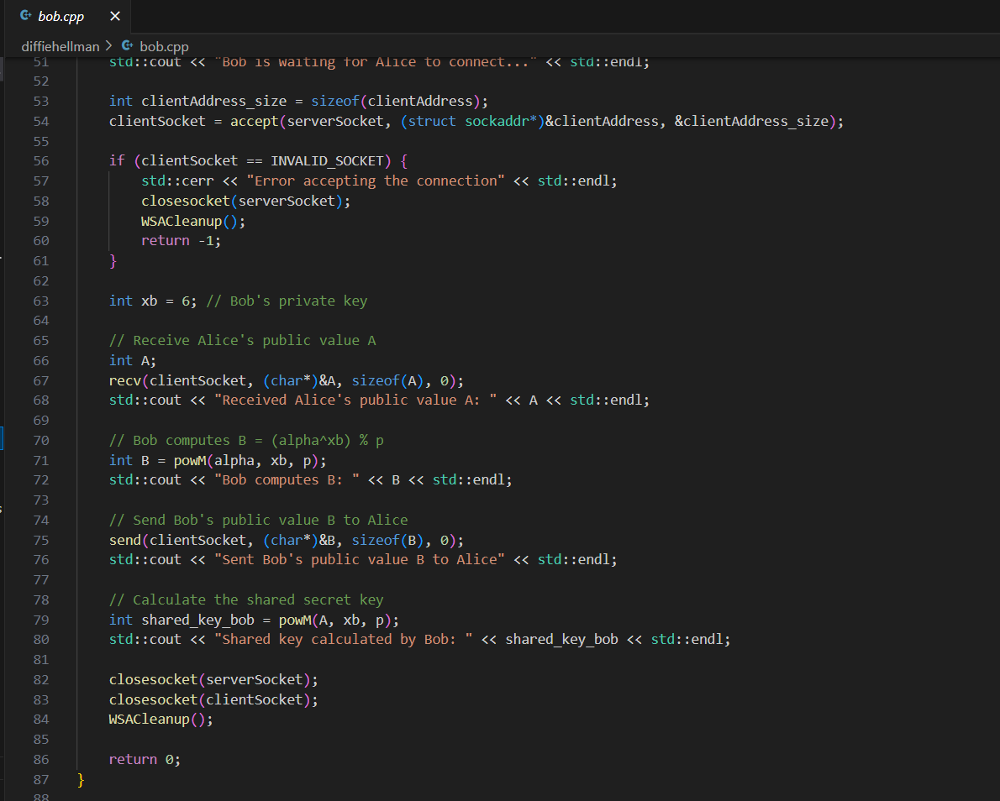 bob.cpp
diffiehellman > bob.cpp
51 std::cout << "Bob is waiting for Alice to connect..." << std::endl;
52
53 int clientAddress_size = sizeof(clientAddress);
54 clientSocket = accept(serverSocket, (struct sockaddr*)&clientAddress, &clientAddress_size);
55
56 if (clientSocket == INVALID_SOCKET) {
57     std::cerr << "Error accepting the connection" << std::endl;
58     closesocket(serverSocket);
59     WSACleanup();
60     return -1;
61 }
62
63 int xb = 6; // Bob's private key
64
65 // Receive Alice's public value A
66 int A;
67 recv(clientSocket, (char*)&A, sizeof(A), 0);
68 std::cout << "Received Alice's public value A: " << A << std::endl;
69
70 // Bob computes B = (alpha^xb) % p
71 int B = powM(alpha, xb, p);
72 std::cout << "Bob computes B: " << B << std::endl;
73
74 // Send Bob's public value B to Alice
75 send(clientSocket, (char*)&B, sizeof(B), 0);
76 std::cout << "Sent Bob's public value B to Alice" << std::endl;
77
78 // Calculate the shared secret key
79 int shared_key_bob = powM(A, xb, p);
80 std::cout << "Shared key calculated by Bob: " << shared_key_bob << std::endl;
81
82 closesocket(serverSocket);
83 closesocket(clientSocket);
84 WSACleanup();
85
86 return 0;
87 }
88